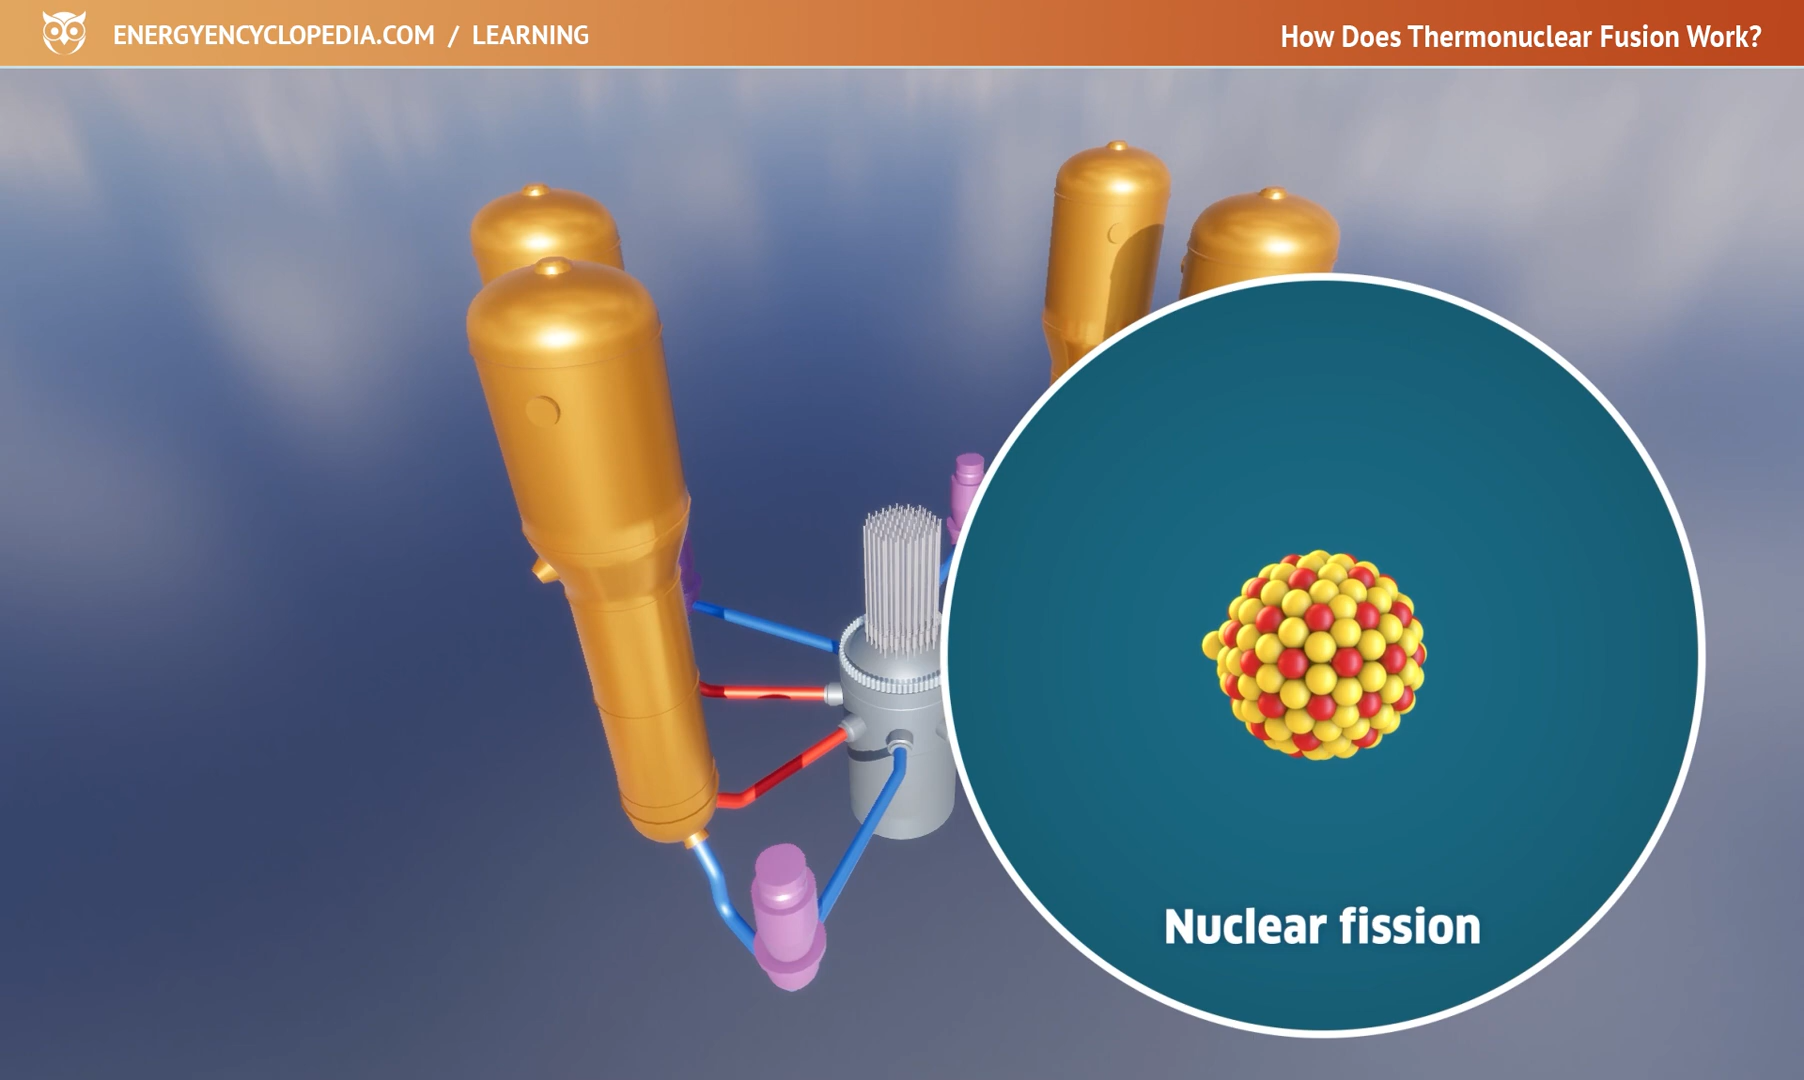 ENERGYENCYCLOPEDIA.COM / LEARNING
How Does Thermonuclear Fusion Work?
Nuclear fission